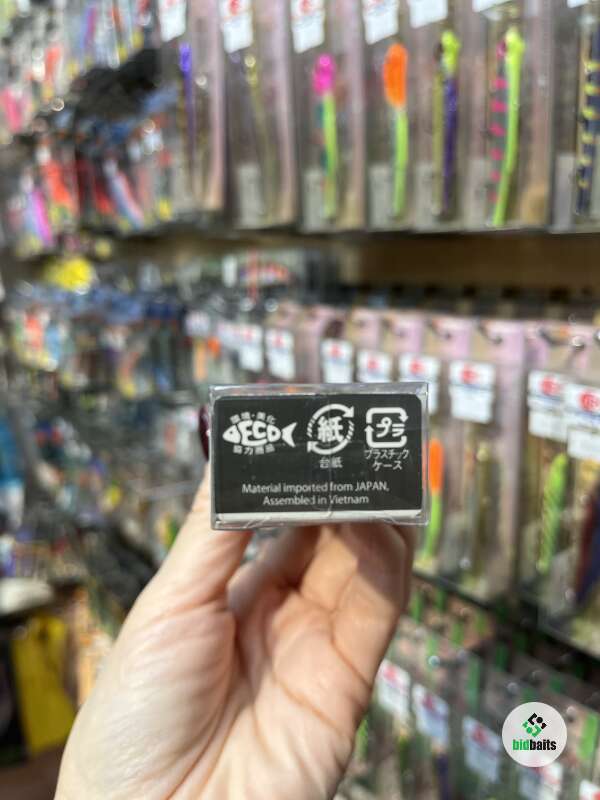 環境・美化
ECO
協力商品
紙
台紙
プラ
プラスチック
ケース
Material imported from JAPAN,
Assembled in Vietnam
bidbaits